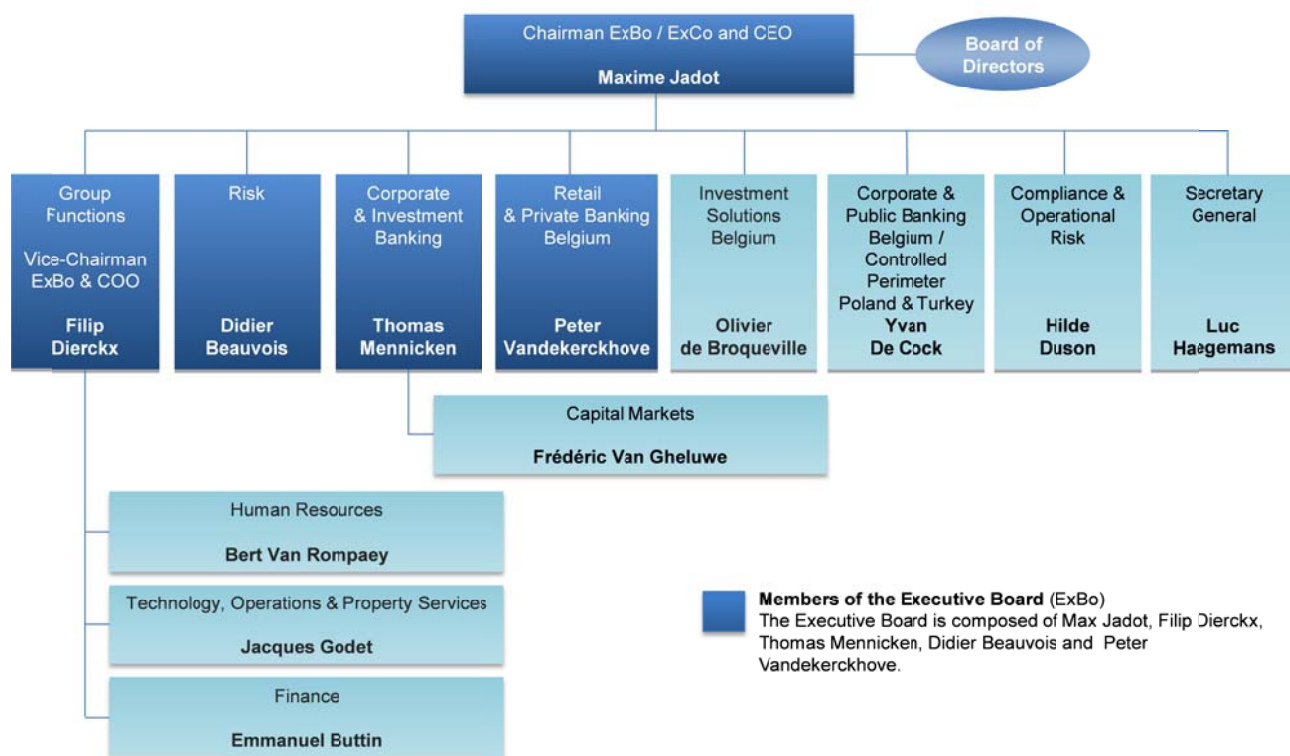 Chairman ExBo / ExCo and CEO
Maxime Jadot
Board of
Directors
Group
Functions
Vice-Chairman
ExBo & COO
Filip
Dierckx
Risk
Didier
Beauvois
Corporate
& Investment
Banking
Thomas
Mennicken
Retail
& Private Banking
Belgium
Peter
Vandekerckhove
Investment
Solutions
Belgium
Olivier
de Broqueville
Corporate &
Public Banking
Belgium /
Controlled
Perimeter
Poland & Turkey
Yvan
De Cock
Compliance &
Operational
Risk
Hilde
Duson
Secretary
General
Luc
Haegemans
Capital Markets
Frédéric Van Gheluwe
Human Resources
Bert Van Rompaey
Technology, Operations & Property Services
Jacques Godet
Finance
Emmanuel Buttin
Members of the Executive Board (ExBo)
The Executive Board is composed of Max Jadot, Filip Dierckx,
Thomas Mennicken, Didier Beauvois and Peter
Vandekerckhove.